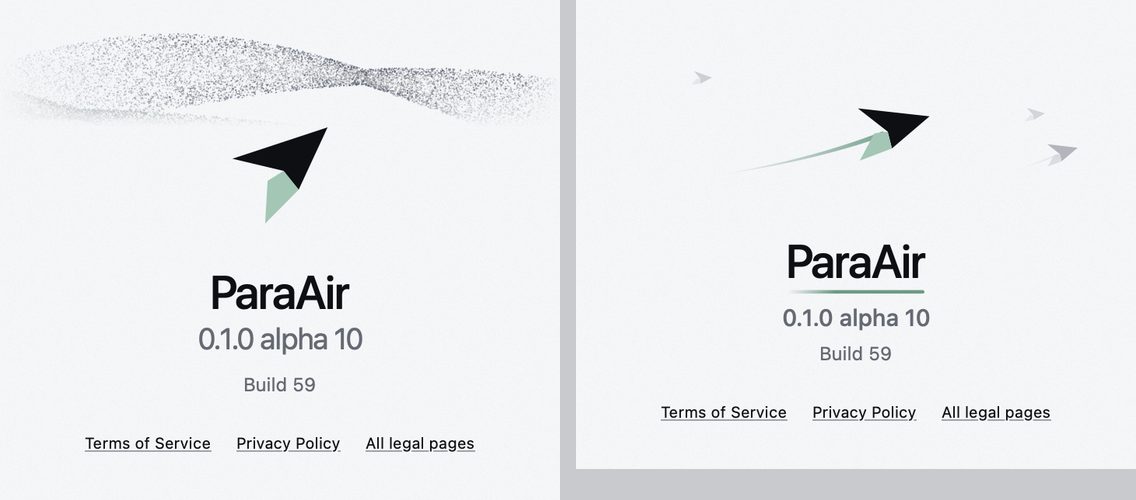 ParaAir
0.1.0 alpha 10
Build 59
Terms of Service Privacy Policy All legal pages
ParaAir
0.1.0 alpha 10
Build 59
Terms of Service Privacy Policy All legal pages